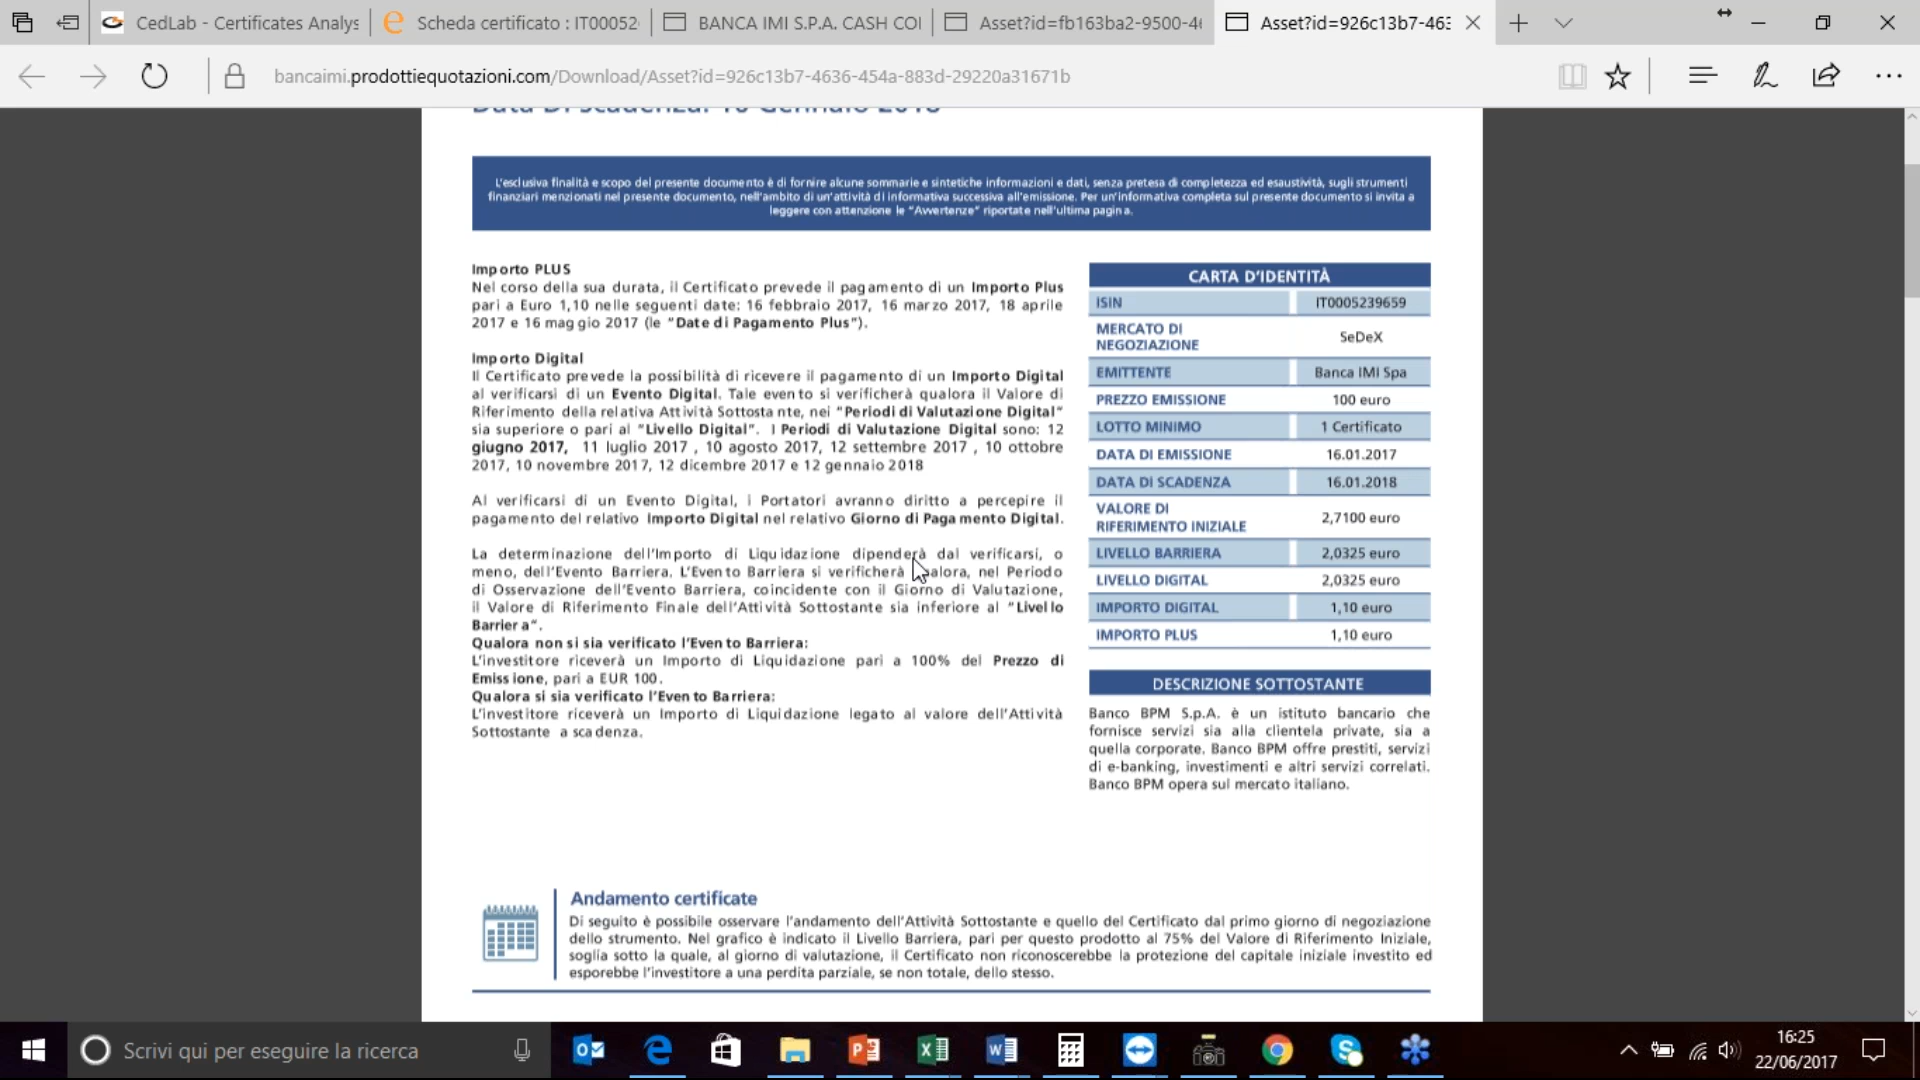 CedLab - Certificates Analys
Scheda certificato : IT00052
BANCA IMI S.P.A. CASH COI
Asset?id=fb163ba2-9500-46
Asset?id=926c13b7-463
bancaimi.prodottiequotazioni.com/Download/Asset?id=926c13b7-4636-454a-883d-29220a31671b
Data Di Scadenza: 16 Gennaio 2018
L'esclusiva finalità e scopo del presente documento è di fornire alcune sommarie e sintetiche informazioni e dati, senza pretesa di completezza ed esaustività, sugli strumenti
finanziari menzionati nel presente documento, nell'ambito di un'attività di informativa successiva all'emissione. Per un'informativa completa sul presente documento si invita a
leggere con attenzione le "Avvertenze" riportate nell'ultima pagina.
Importo PLUS
Nel corso della sua durata, il Certificato prevede il pagamento di un Importo Plus
pari a Euro 1,10 nelle seguenti date: 16 febbraio 2017, 16 marzo 2017, 18 aprile
2017 e 16 maggio 2017 (le "Date di Pagamento Plus").
Importo Digital
Il Certificato prevede la possibilità di ricevere il pagamento di un Importo Digital
al verificarsi di un Evento Digital. Tale evento si verificherà qualora il Valore di
Riferimento della relativa Attività Sottostante, nei "Periodi di Valutazione Digital"
sia superiore o pari al "Livello Digital". I Periodi di Valutazione Digital sono: 12
giugno 2017, 11 luglio 2017 , 10 agosto 2017, 12 settembre 2017 , 10 ottobre
2017, 10 novembre 2017, 12 dicembre 2017 e 12 gennaio 2018
Al verificarsi di un Evento Digital, i Portatori avranno diritto a percepire il
pagamento del relativo Importo Digital nel relativo Giorno di Pagamento Digital.
La determinazione dell'Importo di Liquidazione dipenderà dal verificarsi, o
meno, dell'Evento Barriera. L'Evento Barriera si verificherà qualora, nel Periodo
di Osservazione dell'Evento Barriera, coincidente con il Giorno di Valutazione,
il Valore di Riferimento Finale dell'Attività Sottostante sia inferiore al "Livello
Barriera".
Qualora non si sia verificato l'Evento Barriera:
L'investitore riceverà un Importo di Liquidazione pari a 100% del Prezzo di
Emissione, pari a EUR 100.
Qualora si sia verificato l'Evento Barriera:
L'investitore riceverà un Importo di Liquidazione legato al valore dell'Attività
Sottostante a scadenza.
CARTA D'IDENTITÀ
ISIN IT0005239659
MERCATO DI
NEGOZIAZIONE SeDeX
EMITTENTE Banca IMI Spa
PREZZO EMISSIONE 100 euro
LOTTO MINIMO 1 Certificato
DATA DI EMISSIONE 16.01.2017
DATA DI SCADENZA 16.01.2018
VALORE DI
RIFERIMENTO INIZIALE 2,7100 euro
LIVELLO BARRIERA 2,0325 euro
LIVELLO DIGITAL 2,0325 euro
IMPORTO DIGITAL 1,10 euro
IMPORTO PLUS 1,10 euro
DESCRIZIONE SOTTOSTANTE
Banco BPM S.p.A. è un istituto bancario che
fornisce servizi sia alla clientela private, sia a
quella corporate. Banco BPM offre prestiti, servizi
di e-banking, investimenti e altri servizi correlati.
Banco BPM opera sul mercato italiano.
Andamento certificate
Di seguito è possibile osservare l'andamento dell'Attività Sottostante e quello del Certificato dal primo giorno di negoziazione
dello strumento. Nel grafico è indicato il Livello Barriera, pari per questo prodotto al 75% del Valore di Riferimento Iniziale,
soglia sotto la quale, al giorno di valutazione, il Certificato non riconoscerebbe la protezione del capitale iniziale investito ed
esporebbe l'investitore a una perdita parziale, se non totale, dello stesso.
Scrivi qui per eseguire la ricerca
16:25
22/06/2017